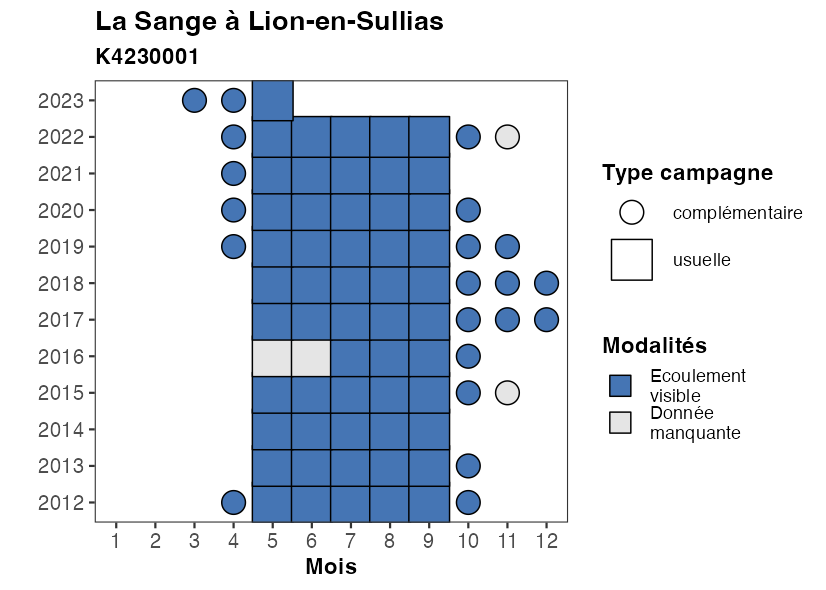 La Sange à Lion-en-Sullias
K4230001
2023
2022
2021
2020
2019
2018
2017
2016
2015
2014
2013
2012
1 2 3 4 5 6 7 8 9 10 11 12
Mois
Type campagne
complémentaire
usuelle
Modalités
Ecoulement
visible
Donnée
manquante